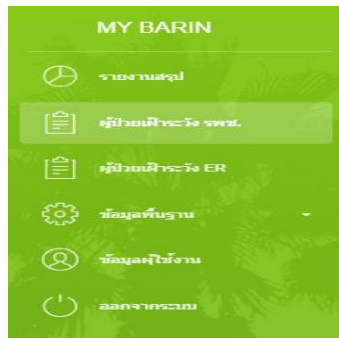 MY BARIN
รายงานสรุป
ผู้ป่วยเฝ้าระวัง รพช.
ผู้ป่วยเฝ้าระวัง ER
ข้อมูลพื้นฐาน
ข้อมูลผู้ใช้งาน
ออกจากระบบ